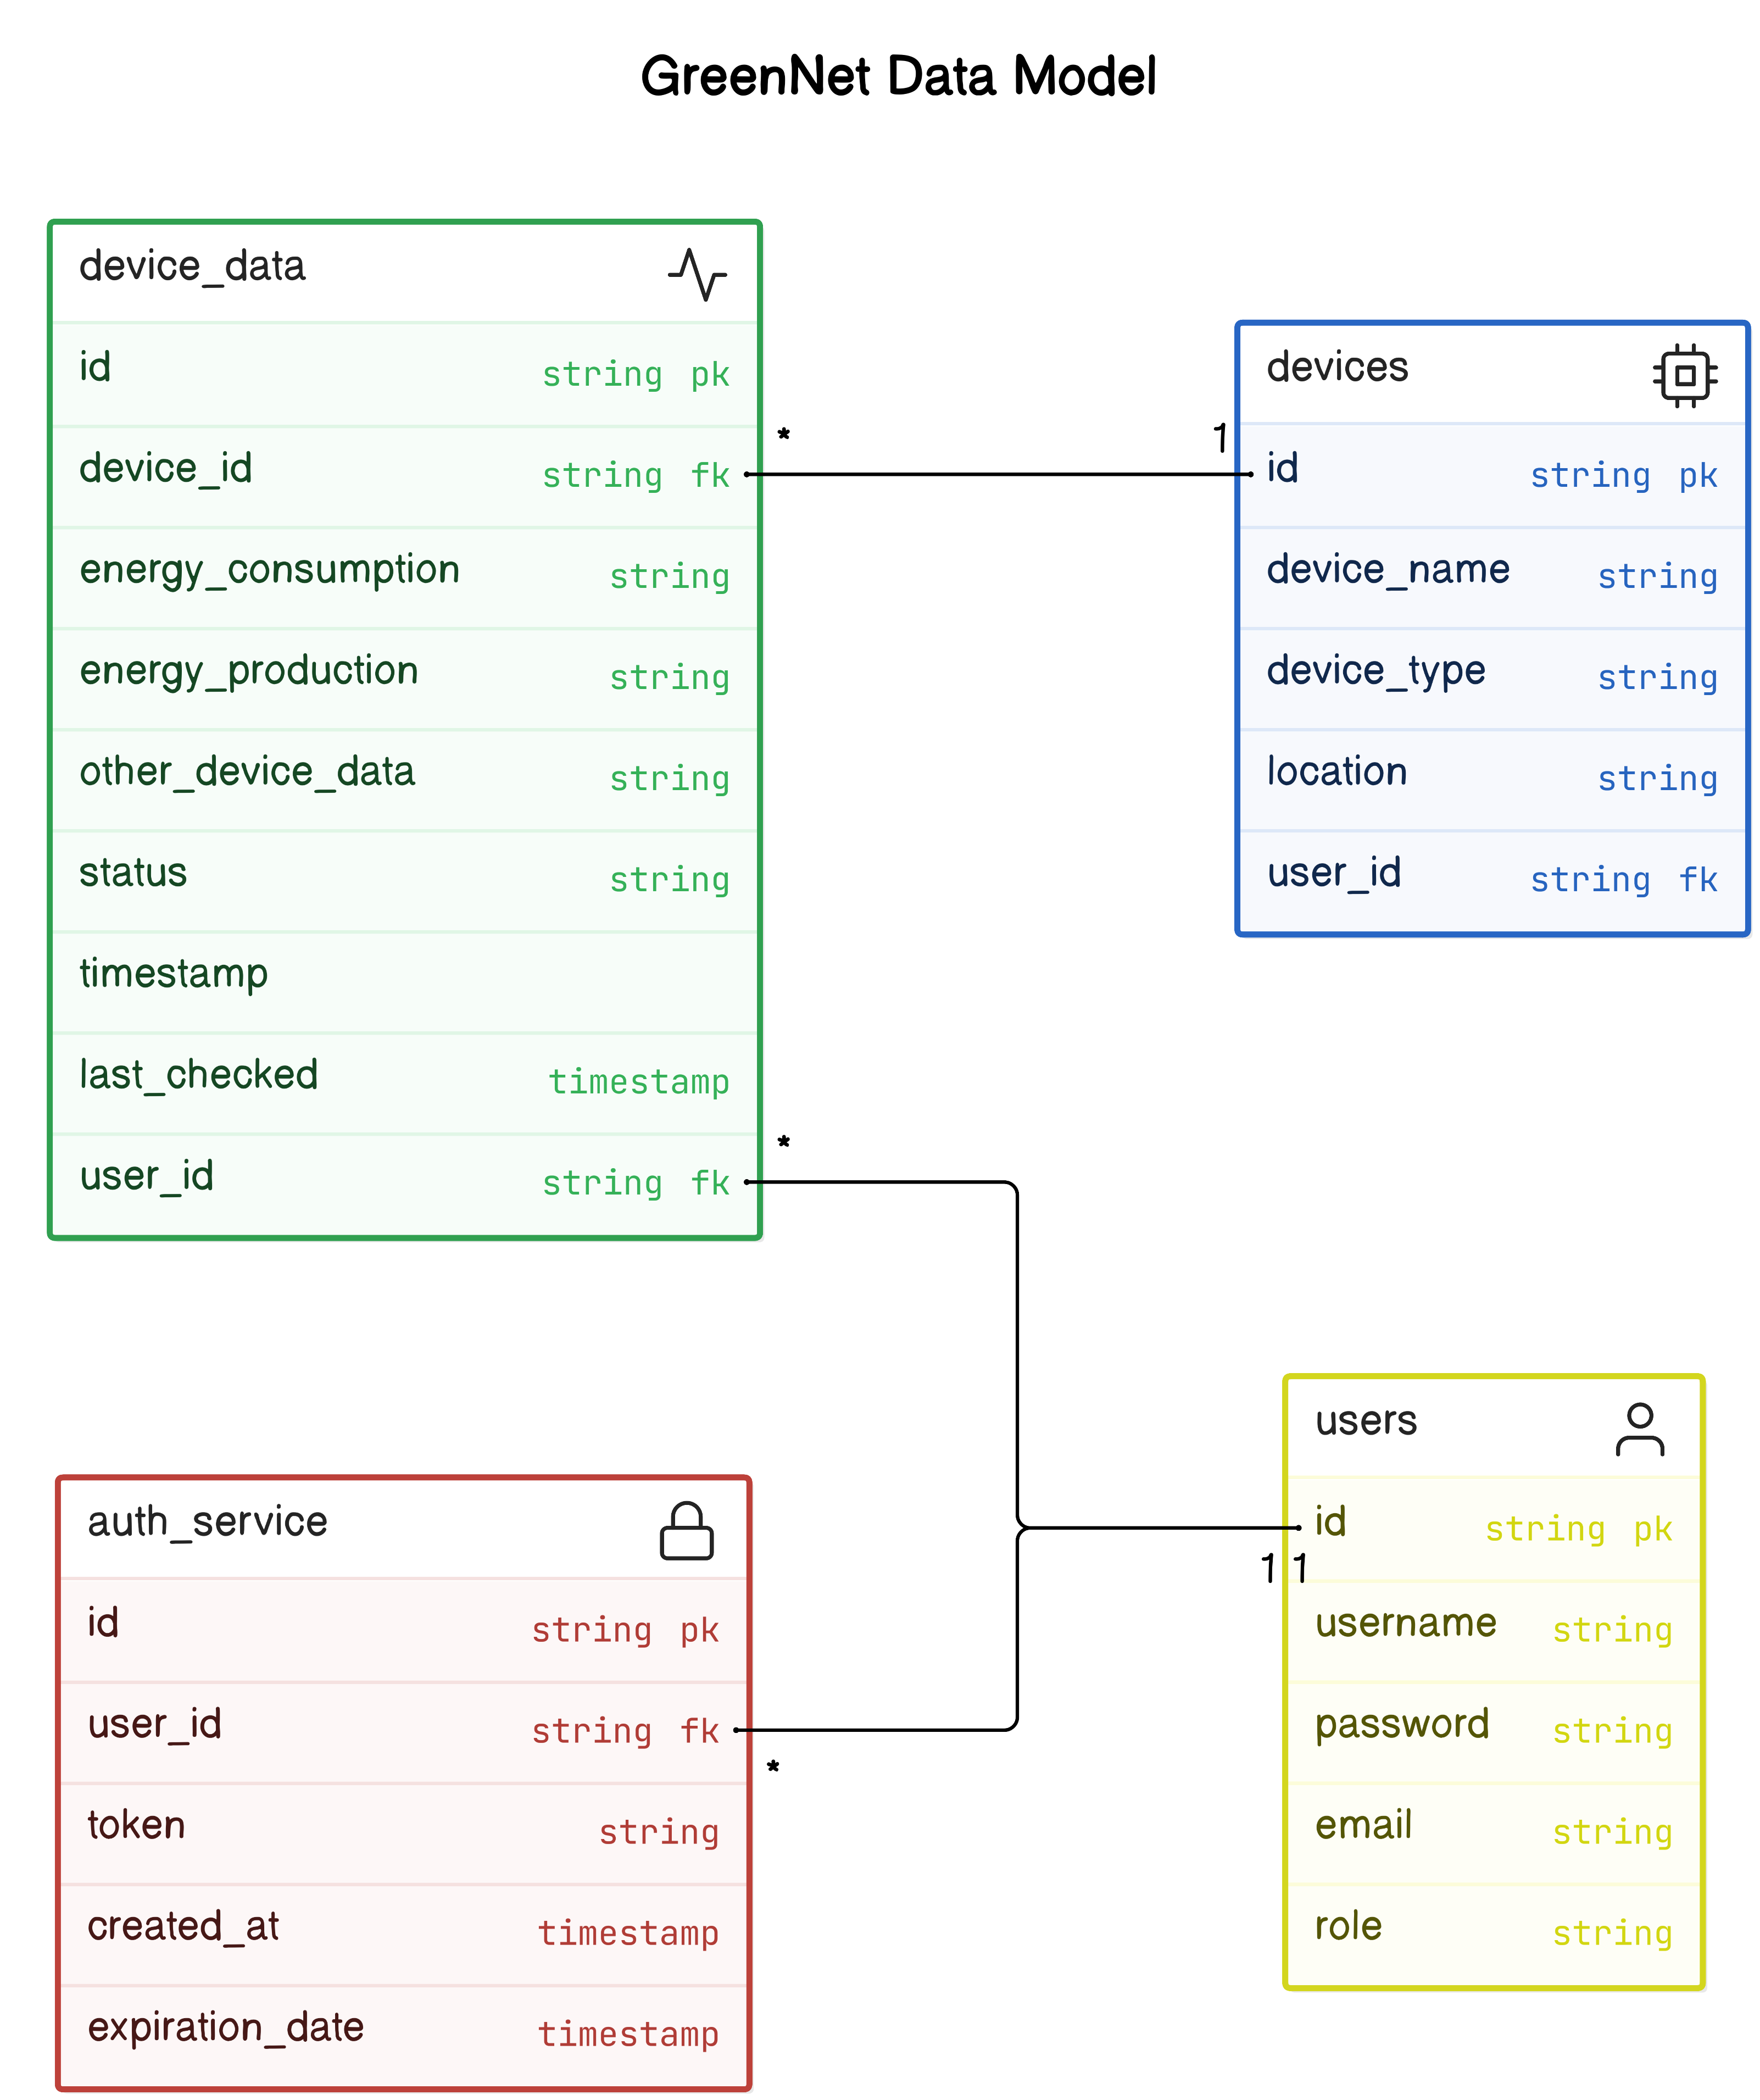 GreenNet Data Model
device_data
id string pk
device_id string fk
energy_consumption string
energy_production string
other_device_data string
status string
timestamp
last_checked timestamp
user_id string fk
*
*
1
devices
id string pk
device_name string
device_type string
location string
user_id string fk
auth_service
id string pk
user_id string fk
token string
created_at timestamp
expiration_date timestamp
*
1 1
users
id string pk
username string
password string
email string
role string